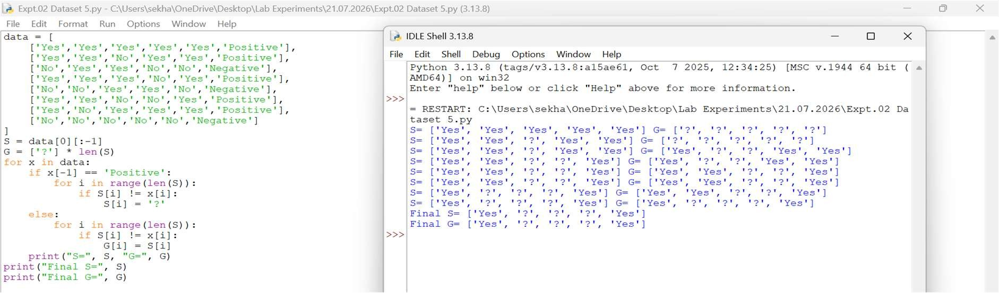 Expt.02 Dataset 5.py - C:\Users\sekha\OneDrive\Desktop\Lab Experiments\21.07.2026\Expt.02 Dataset 5.py (3.13.8)
File Edit Format Run Options Window Help
data = [
    ['Yes','Yes','Yes','Yes','Yes','Positive'],
    ['Yes','Yes','No','Yes','Yes','Positive'],
    ['No','Yes','Yes','No','No','Negative'],
    ['Yes','Yes','Yes','No','Yes','Positive'],
    ['No','No','Yes','Yes','No','Negative'],
    ['Yes','Yes','No','No','Yes','Positive'],
    ['Yes','No','Yes','Yes','Yes','Positive'],
    ['No','No','No','No','No','Negative']
]
S = data[0][:-1]
G = ['?'] * len(S)
for x in data:
    if x[-1] == 'Positive':
        for i in range(len(S)):
            if S[i] != x[i]:
                S[i] = '?'
    else:
        for i in range(len(S)):
            if S[i] != x[i]:
                G[i] = S[i]
    print("S=", S, "G=", G)
print("Final S=", S)
print("Final G=", G)
IDLE Shell 3.13.8
File Edit Shell Debug Options Window Help
Python 3.13.8 (tags/v3.13.8:a15ae61, Oct  7 2025, 12:34:25) [MSC v.1944 64 bit (
AMD64)] on win32
Enter "help" below or click "Help" above for more information.
>>>
= RESTART: C:\Users\sekha\OneDrive\Desktop\Lab Experiments\21.07.2026\Expt.02 Da
taset 5.py
S= ['Yes', 'Yes', 'Yes', 'Yes', 'Yes'] G= ['?', '?', '?', '?', '?']
S= ['Yes', 'Yes', '?', 'Yes', 'Yes'] G= ['?', '?', '?', '?', '?']
S= ['Yes', 'Yes', '?', 'Yes', 'Yes'] G= ['Yes', '?', '?', 'Yes', 'Yes']
S= ['Yes', 'Yes', '?', '?', 'Yes'] G= ['Yes', '?', '?', 'Yes', 'Yes']
S= ['Yes', 'Yes', '?', '?', 'Yes'] G= ['Yes', 'Yes', '?', '?', 'Yes']
S= ['Yes', 'Yes', '?', '?', 'Yes'] G= ['Yes', 'Yes', '?', '?', 'Yes']
S= ['Yes', '?', '?', '?', 'Yes'] G= ['Yes', 'Yes', '?', '?', 'Yes']
S= ['Yes', '?', '?', '?', 'Yes'] G= ['Yes', '?', '?', '?', 'Yes']
Final S= ['Yes', '?', '?', '?', 'Yes']
Final G= ['Yes', '?', '?', '?', 'Yes']
>>>